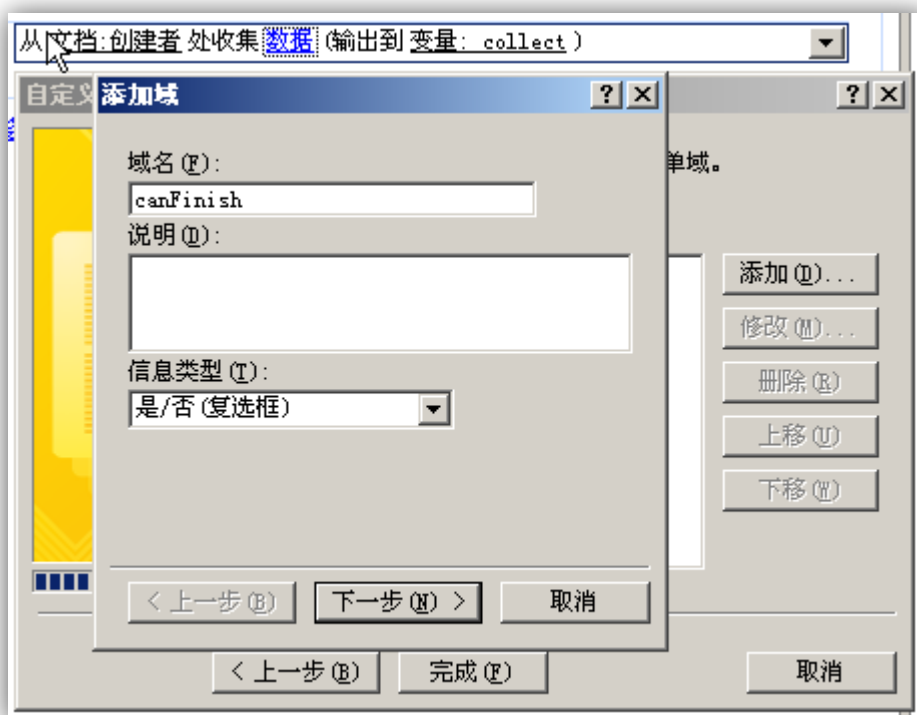 从 文档:创建者 处收集 数据 (输出到 变量: collect )
自定义
添加域
域名(F):
canFinish
单域。
说明(D):
添加(D)...
修改(M)...
信息类型(T):
是/否(复选框)
删除(R)
上移(U)
下移(W)
< 上一步(B)
下一步(N) >
取消
< 上一步(B)
完成(F)
取消